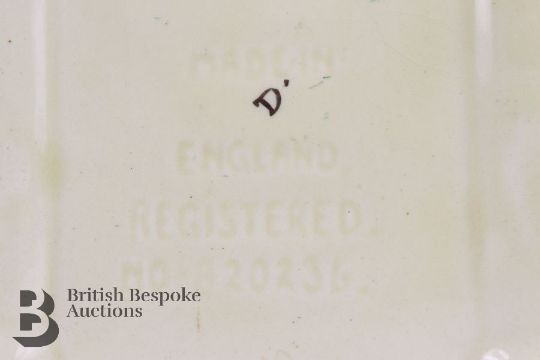 MADE IN
D.
ENGLAND
REGISTERED.
British Bespoke
Auctions